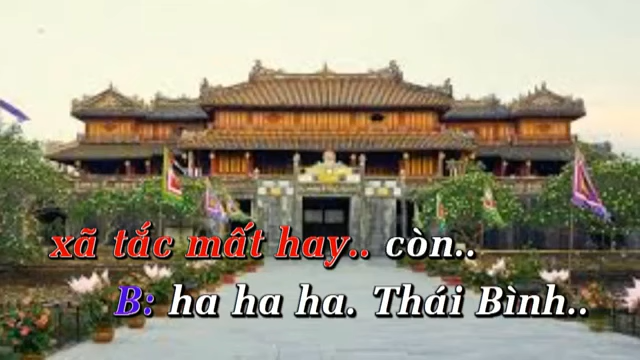 xã tắc mất hay.. còn..
B: ha ha ha. Thái Bình..